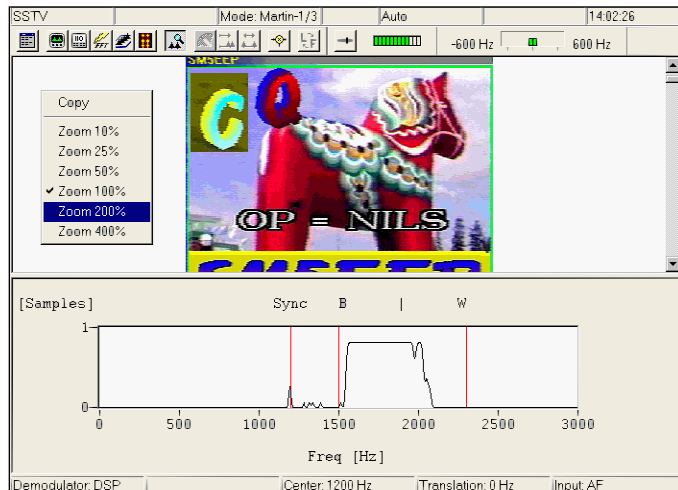 SSTV Mode: Martin-1/3 Auto 14:02:26
-600 Hz 600 Hz
SM5EEP
CQ
Copy
Zoom 10%
Zoom 25%
Zoom 50%
Zoom 100%
Zoom 200%
Zoom 400%
OP = NILS
SM5EEP
[Samples] Sync B | W
1
0
0 500 1000 1500 2000 2500 3000
Freq [Hz]
Demodulator: DSP Center: 1200 Hz Translation: 0 Hz Input: AF